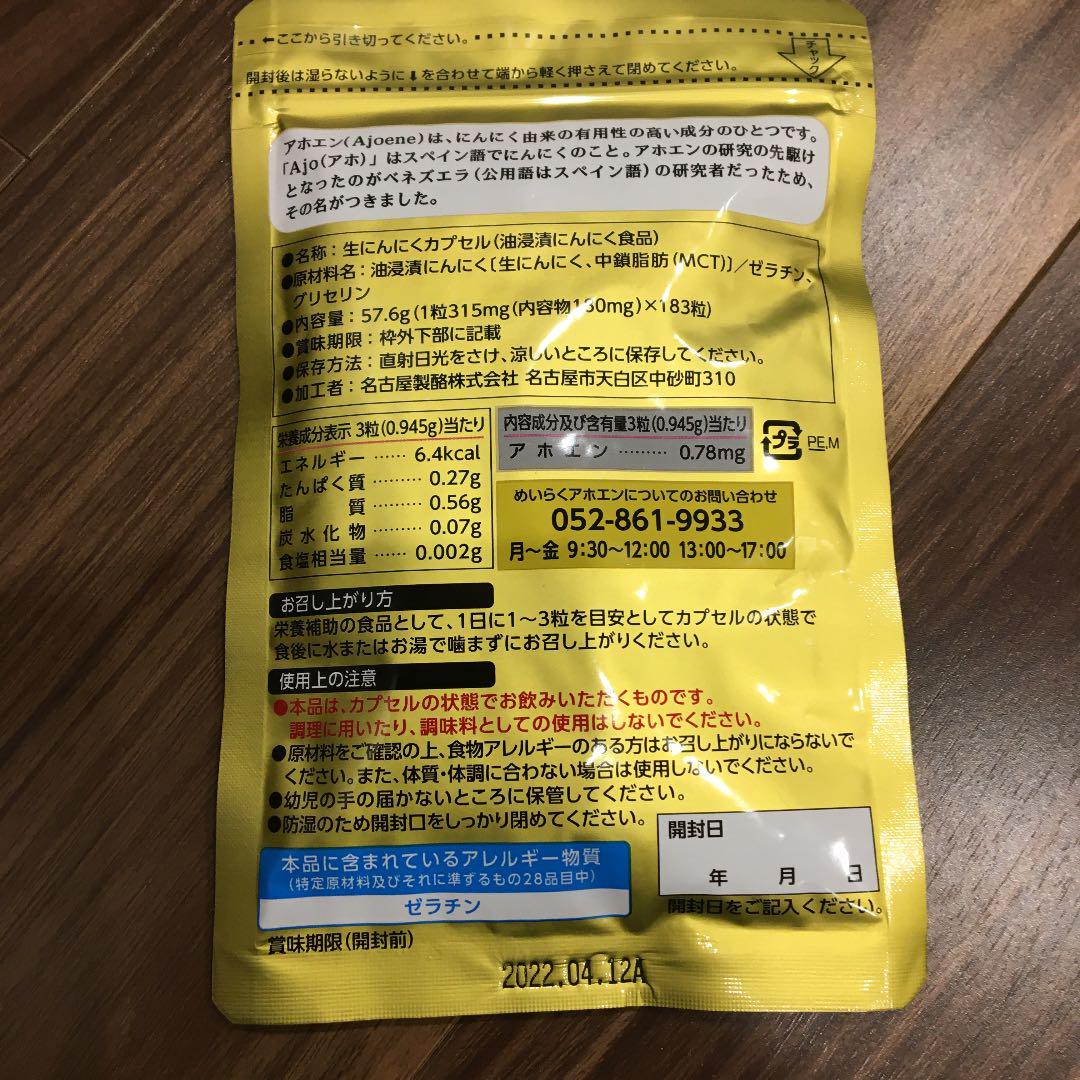 ←ここから引き切ってください。
チャック
開封後は湿らないように⬇を合わせて端から軽く押さえて閉めてください。
アホエン(Ajoene)は、にんにく由来の有用性の高い成分のひとつです。
「Ajo(アホ)」はスペイン語でにんにくのこと。アホエンの研究の先駆け
となったのがベネズエラ(公用語はスペイン語)の研究者だったため、
その名がつきました。
●名称：生にんにくカプセル(油浸漬にんにく食品)
●原材料名：油浸漬にんにく〔生にんにく、中鎖脂肪(MCT)〕／ゼラチン、
グリセリン
●内容量：57.6g(1粒315mg(内容物180mg)×183粒)
●賞味期限：枠外下部に記載
●保存方法：直射日光をさけ、涼しいところに保存してください。
●加工者：名古屋製酪株式会社 名古屋市天白区中砂町310
栄養成分表示 3粒(0.945g)当たり
エネルギー …… 6.4kcal
たんぱく質 ……… 0.27g
脂　　質 ……… 0.56g
炭水化物 ……… 0.07g
食塩相当量 …… 0.002g
内容成分及び含有量3粒(0.945g)当たり
アホエン ……… 0.78mg
プラ PE,M
めいらくアホエンについてのお問い合わせ
052-861-9933
月〜金 9:30〜12:00 13:00〜17:00
お召し上がり方
栄養補助の食品として、1日に1〜3粒を目安としてカプセルの状態で
食後に水またはお湯で噛まずにお召し上がりください。
使用上の注意
●本品は、カプセルの状態でお飲みいただくものです。
調理に用いたり、調味料としての使用はしないでください。
●原材料をご確認の上、食物アレルギーのある方はお召し上がりにならないで
ください。また、体質・体調に合わない場合は使用しないでください。
●幼児の手の届かないところに保管してください。
●防湿のため開封口をしっかり閉めてください。
本品に含まれているアレルギー物質
(特定原材料及びそれに準ずるもの28品目中)
ゼラチン
開封日
年　月　日
開封日をご記入ください。
賞味期限(開封前)
2022.04.12A